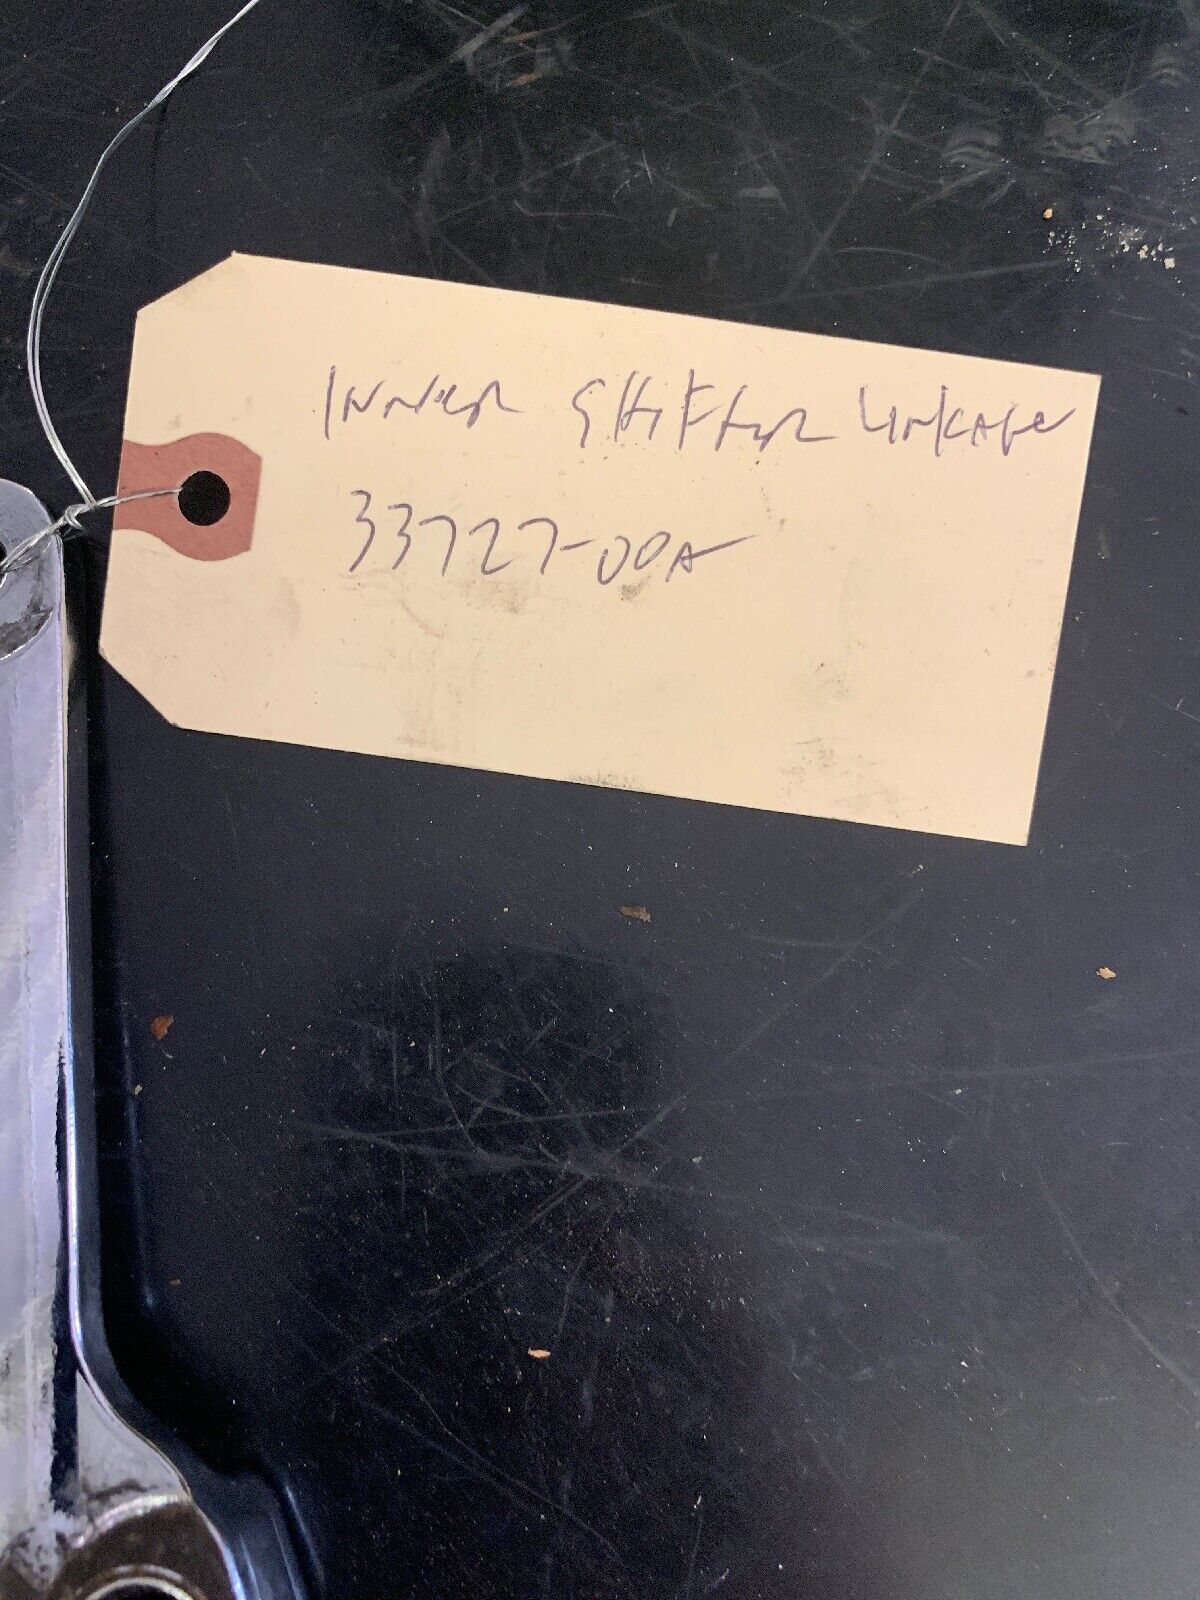 INNER SHIFTER LINKAGE
33727-00A